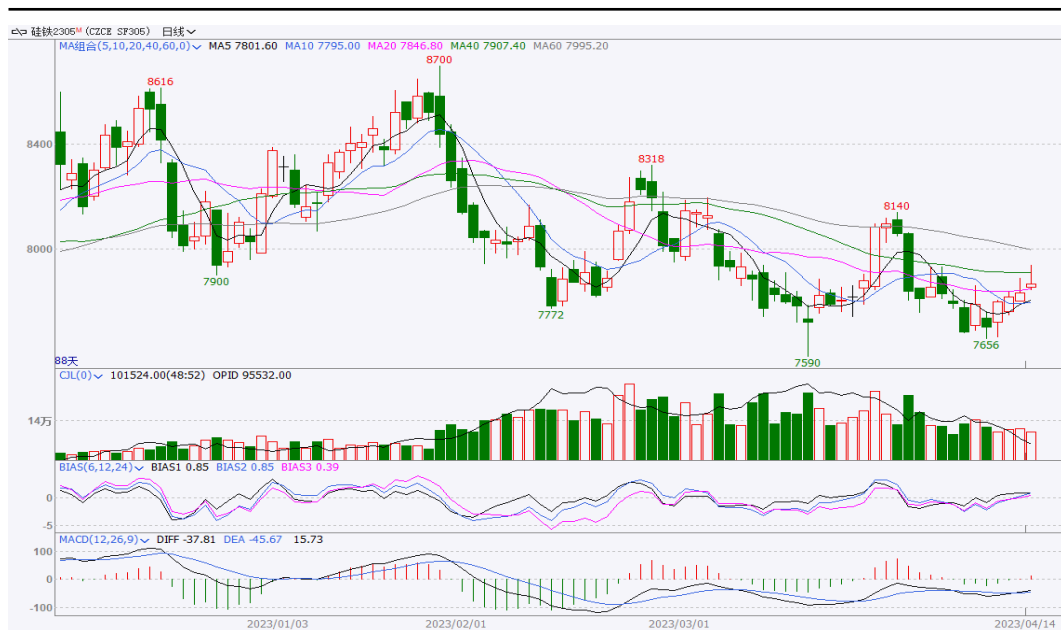 硅铁2305M (CZCE SF305) 日线
MA组合(5,10,20,40,60,0) MA5 7801.60 MA10 7795.00 MA20 7846.80 MA40 7907.40 MA60 7995.20
8700
8616
8400
8318
8140
8000
7900
7772
7656
7590
88天
CJL(0) 101524.00(48:52) OPID 95532.00
14万
BIAS(6,12,24) BIAS1 0.85 BIAS2 0.85 BIAS3 0.39
0
-5
MACD(12,26,9) DIFF -37.81 DEA -45.67 15.73
100
0
-100
2023/01/03 2023/02/01 2023/03/01 2023/04/14